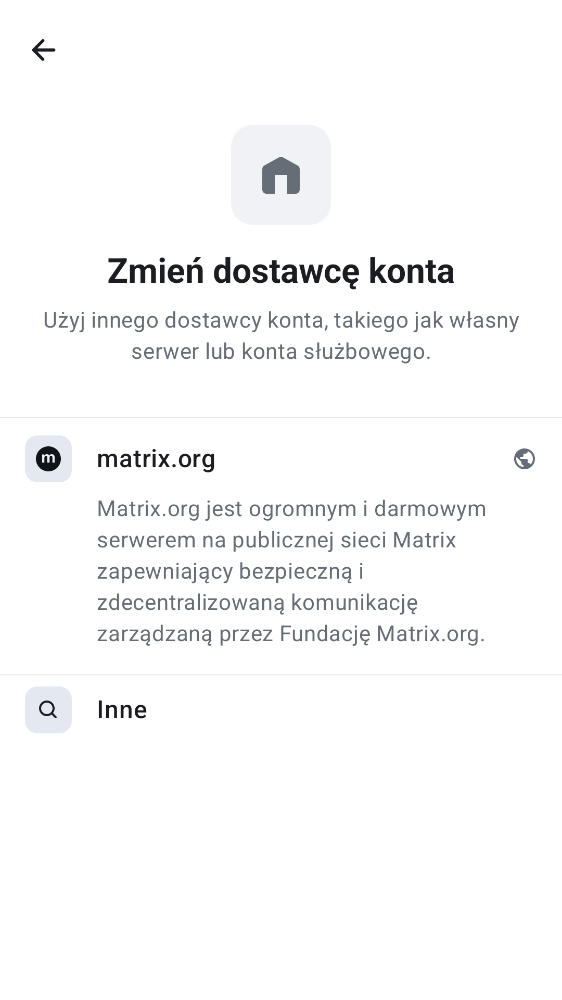 Zmień dostawcę konta
Użyj innego dostawcy konta, takiego jak własny
serwer lub konta służbowego.
m
matrix.org
Matrix.org jest ogromnym i darmowym
serwerem na publicznej sieci Matrix
zapewniający bezpieczną i
zdecentralizowaną komunikację
zarządzaną przez Fundację Matrix.org.
Inne